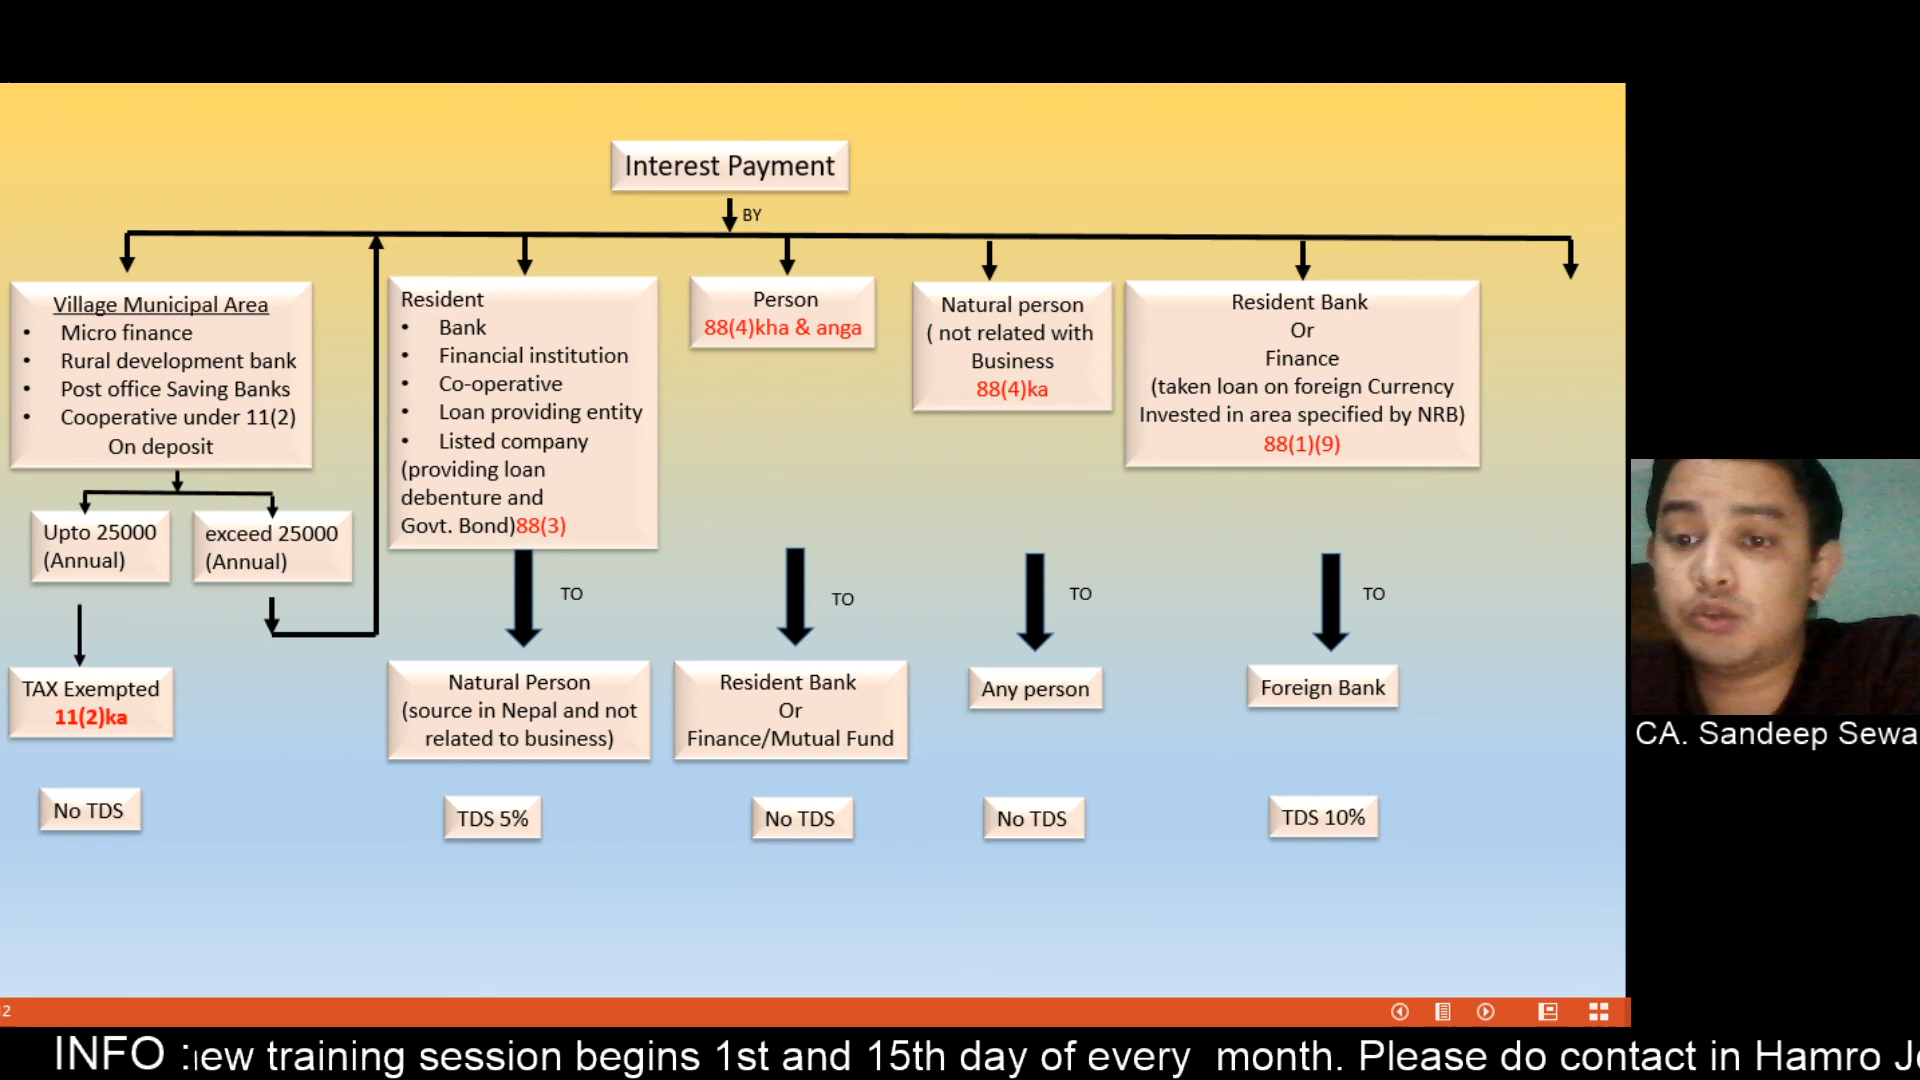 Interest Payment
BY
Village Municipal Area
• Micro finance
• Rural development bank
• Post office Saving Banks
• Cooperative under 11(2)
On deposit
Upto 25000
(Annual)
exceed 25000
(Annual)
TAX Exempted
11(2)ka
No TDS
Resident
• Bank
• Financial institution
• Co-operative
• Loan providing entity
• Listed company
(providing loan
debenture and
Govt. Bond)88(3)
TO
Natural Person
(source in Nepal and not
related to business)
TDS 5%
Person
88(4)kha & anga
TO
Resident Bank
Or
Finance/Mutual Fund
No TDS
Natural person
( not related with
Business
88(4)ka
TO
Any person
No TDS
Resident Bank
Or
Finance
(taken loan on foreign Currency
Invested in area specified by NRB)
88(1)(9)
TO
Foreign Bank
TDS 10%
CA. Sandeep Sewa
2
INFO : new training session begins 1st and 15th day of every month. Please do contact in Hamro